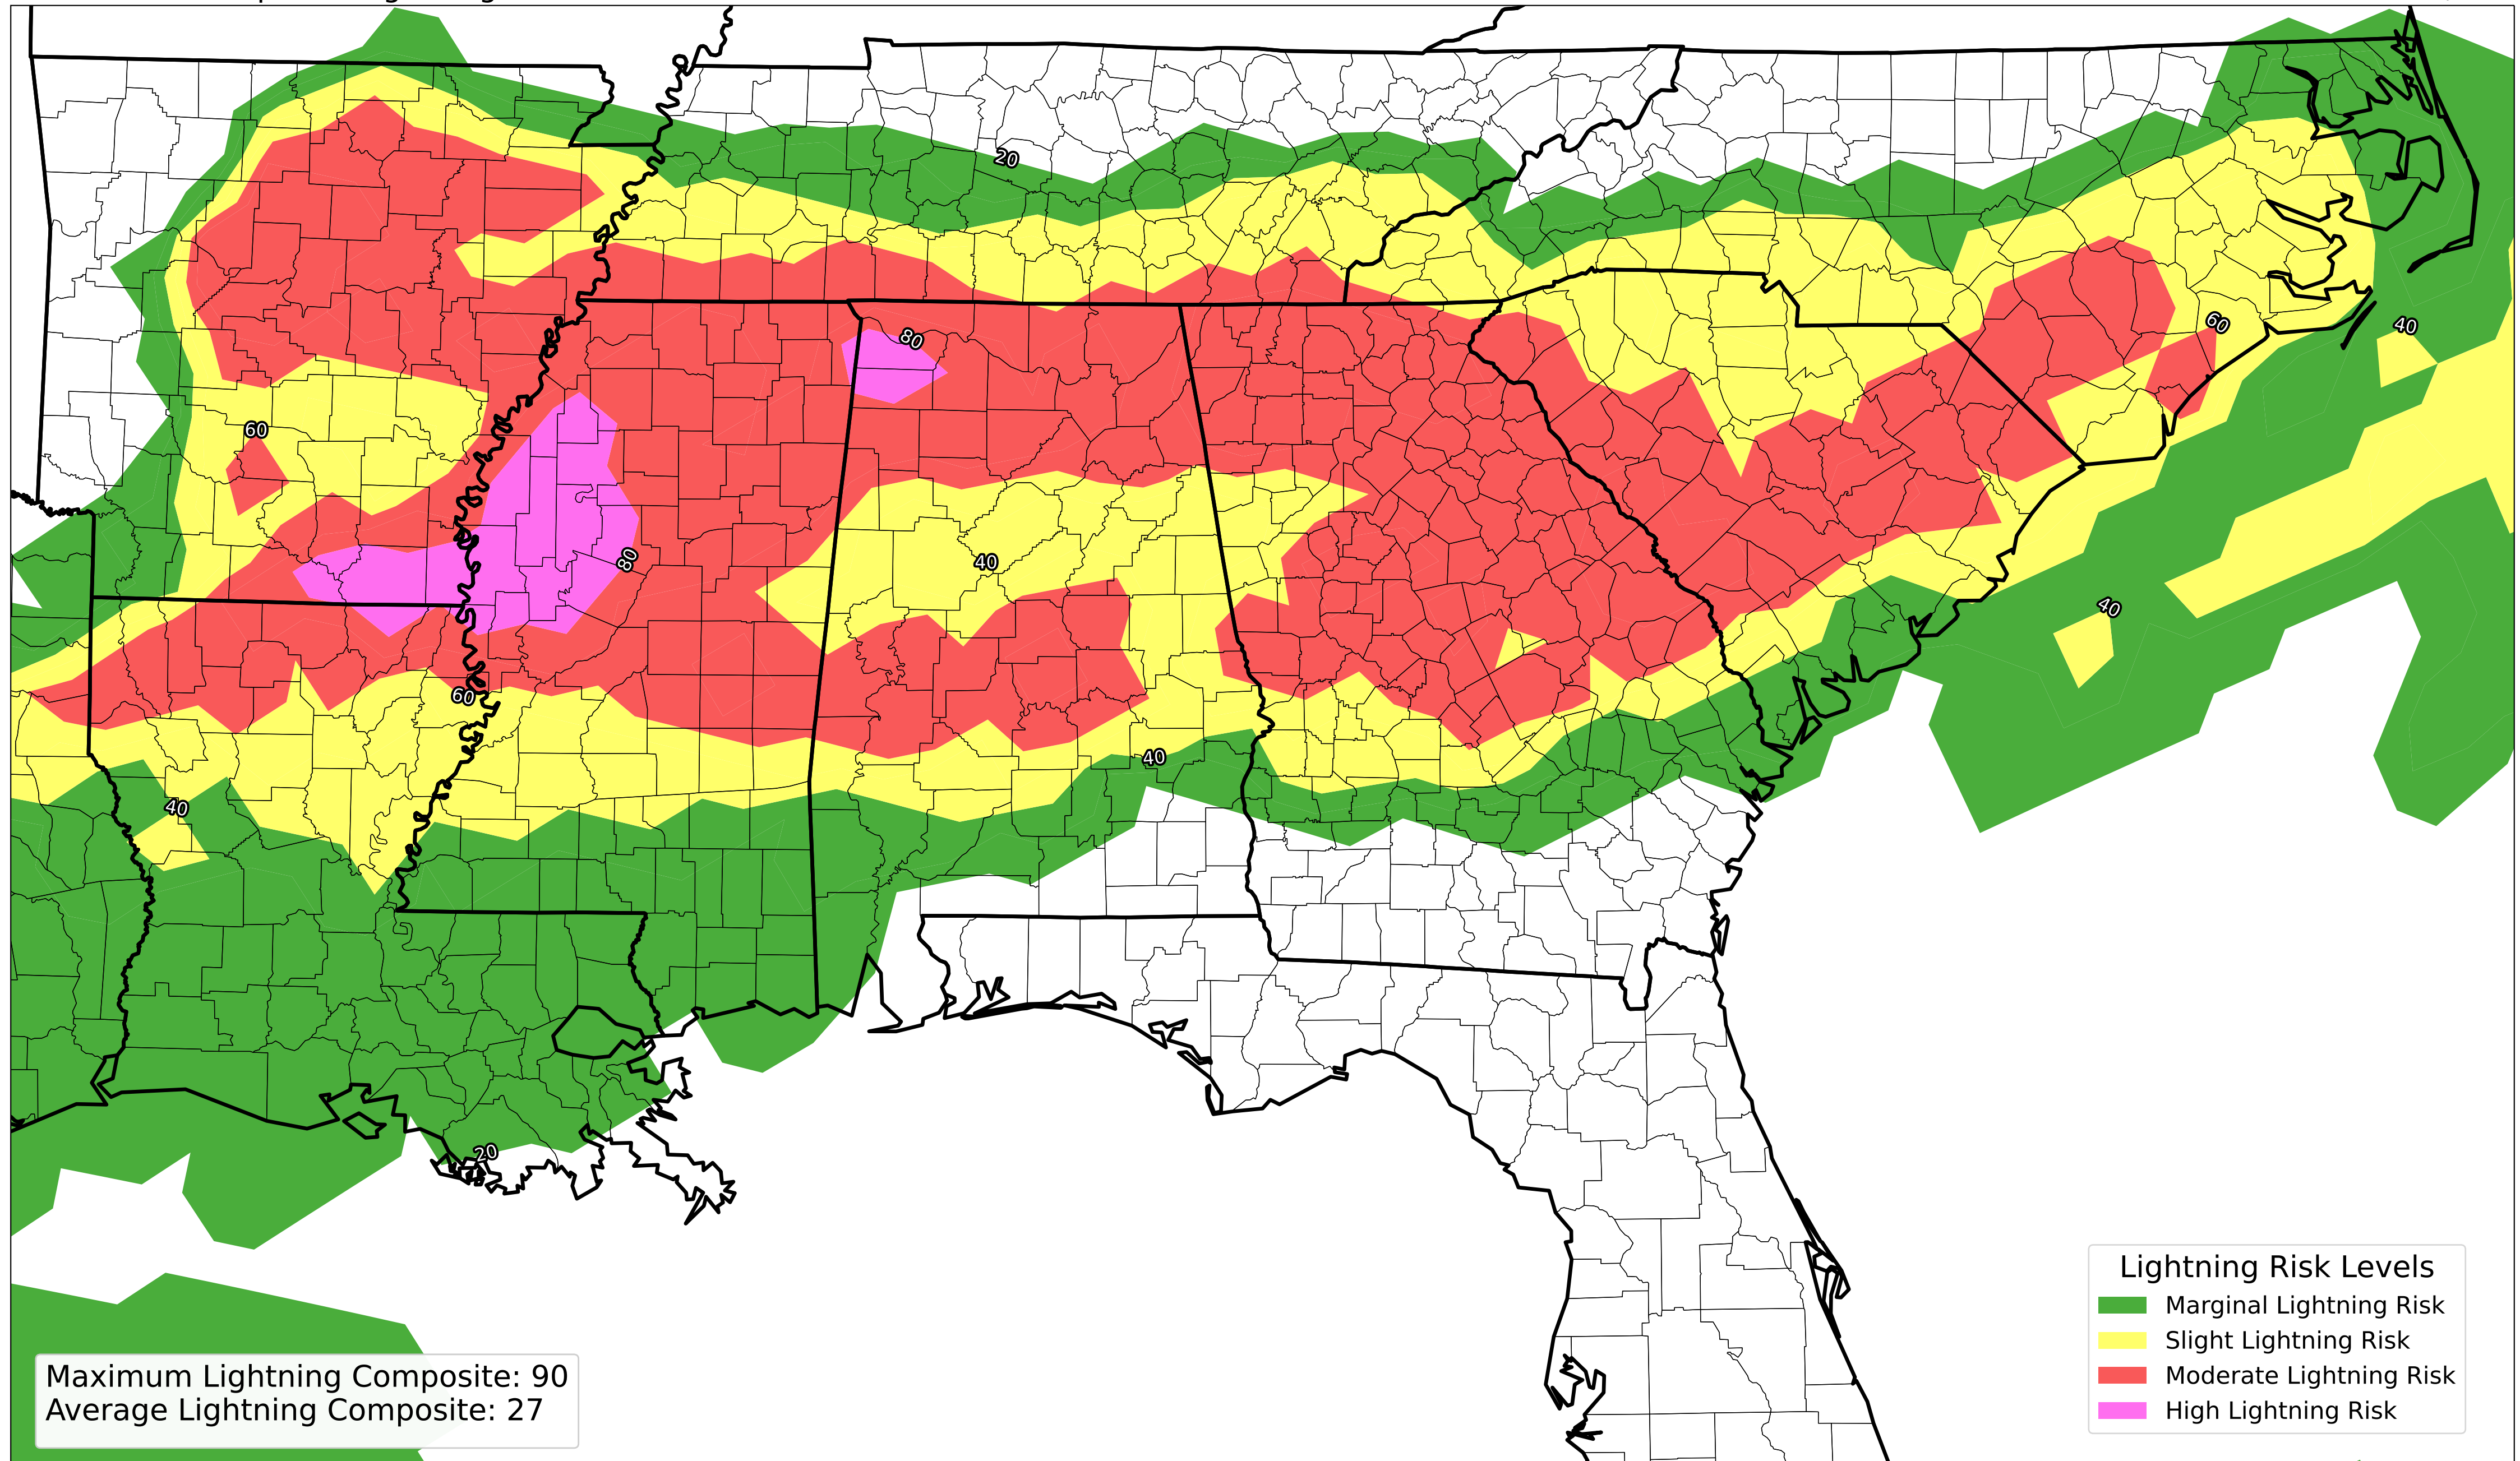 20
80
60
40
60
40
80
40
60
40
40
20
Lightning Risk Levels
Marginal Lightning Risk
Slight Lightning Risk
Moderate Lightning Risk
High Lightning Risk
Maximum Lightning Composite: 90
Average Lightning Composite: 27